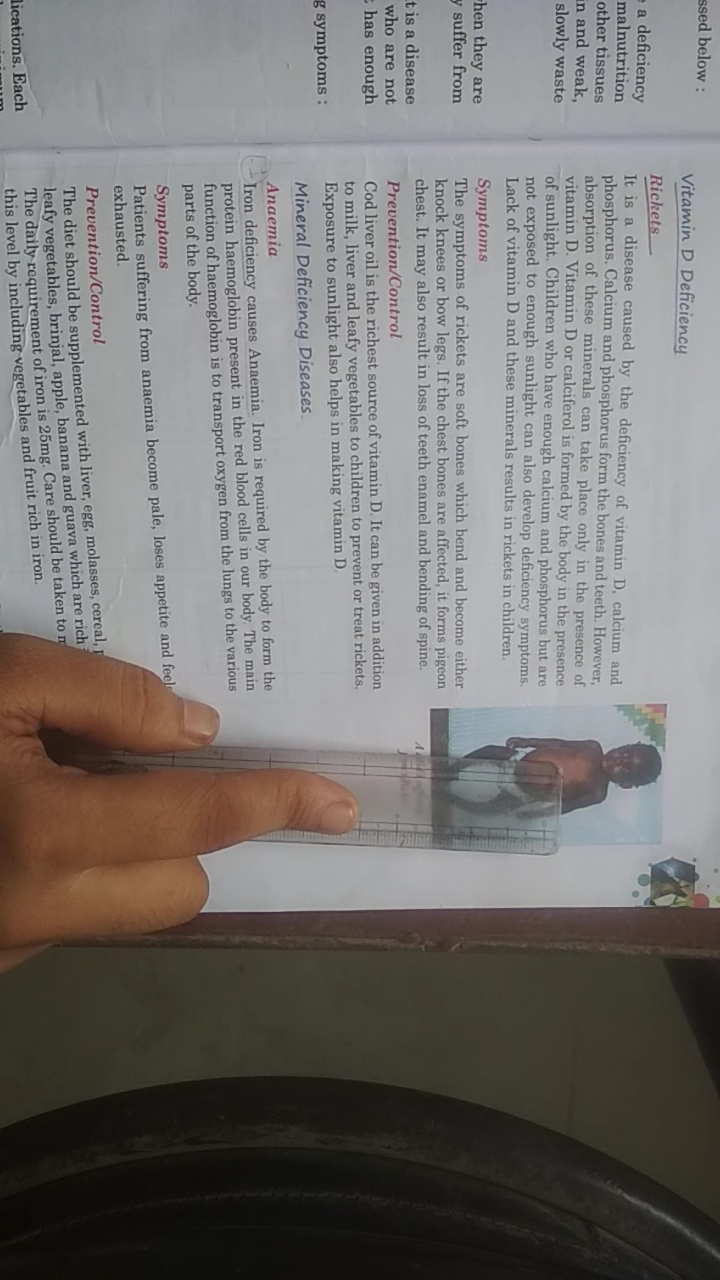 ssed below :
e a deficiency
malnutrition
other tissues
in and weak,
slowly waste
hen they are
y suffer from
t is a disease
who are not
has enough
g symptoms :
lications. Each
Vitamin D Deficiency
Rickets
It is a disease caused by the deficiency of vitamin D, calcium and
phosphorus. Calcium and phosphorus form the bones and teeth. However,
absorption of these minerals can take place only in the presence of
vitamin D. Vitamin D or calciferol is formed by the body in the presence
of sunlight. Children who have enough calcium and phosphorus but are
not exposed to enough sunlight can also develop deficiency symptoms.
Lack of vitamin D and these minerals results in rickets in children.
Symptoms
The symptoms of rickets are soft bones which bend and become either
knock knees or bow legs. If the chest bones are affected, it forms pigeon
chest. It may also result in loss of teeth enamel and bending of spine.
Prevention/Control
Cod liver oil is the richest source of vitamin D. It can be given in addition
to milk, liver and leafy vegetables to children to prevent or treat rickets.
Exposure to sunlight also helps in making vitamin D.
Mineral Deficiency Diseases
Anaemia
Iron deficiency causes Anaemia. Iron is required by the body to form the
protein haemoglobin present in the red blood cells in our body. The main
function of haemoglobin is to transport oxygen from the lungs to the various
parts of the body.
Symptoms
Patients suffering from anaemia become pale, loses appetite and feel
exhausted.
Prevention/Control
The diet should be supplemented with liver, egg, molasses, cereal,
leafy vegetables, brinjal, apple, banana and guava which are rich
The daily requirement of iron is 25mg. Care should be taken to
this level by including vegetables and fruit rich in iron.